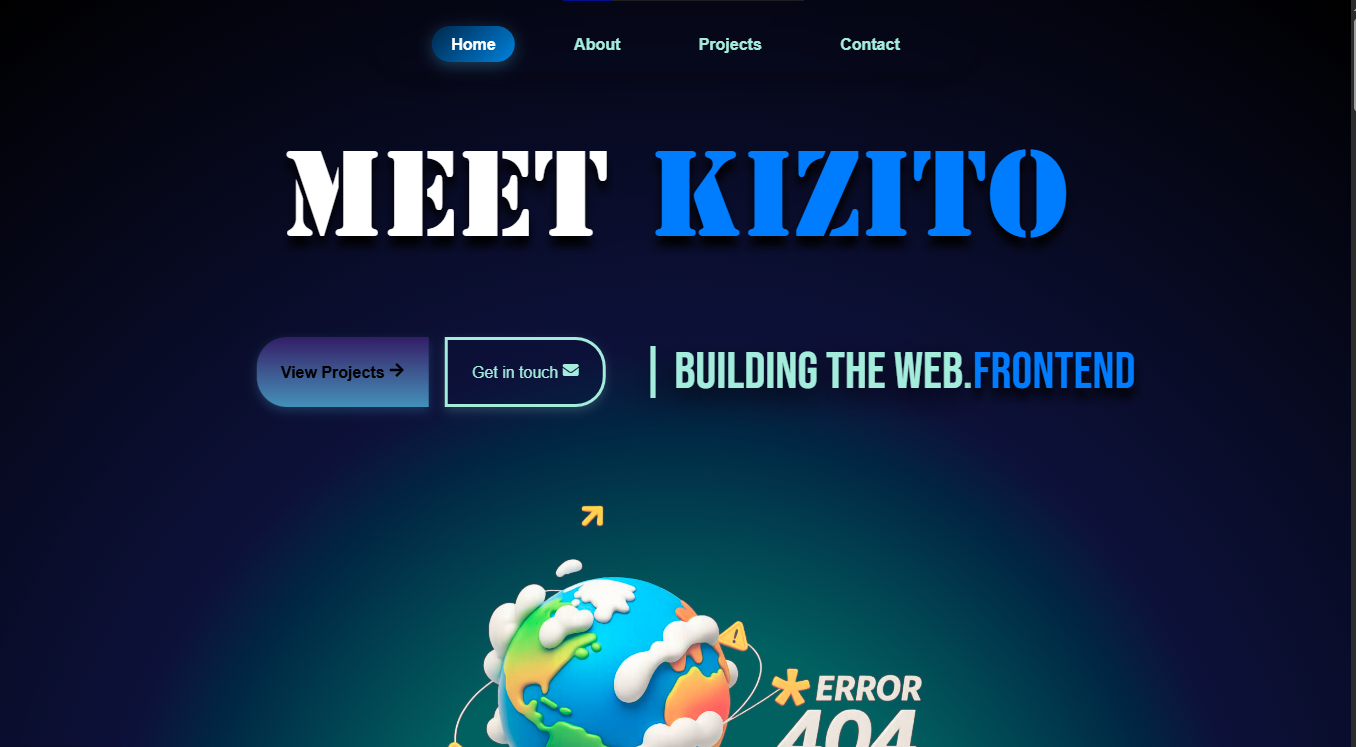 Home About Projects Contact
MEET KIZITO
View Projects Get in touch BUILDING THE WEB.FRONTEND
ERROR
404